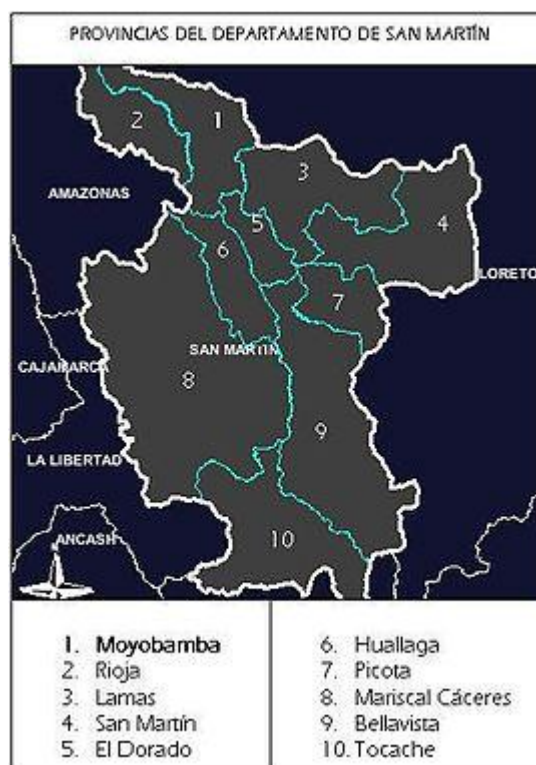 PROVINCIAS DEL DEPARTAMENTO DE SAN MARTÍN
2
1
3
AMAZONAS
4
5
6
LORETO
7
SAN MARTIN
CAJAMARCA
8
9
LA LIBERTAD
ANCASH
10
1. Moyobamba
2. Rioja
3. Lamas
4. San Martín
5. El Dorado
6. Huallaga
7. Picota
8. Mariscal Cáceres
9. Bellavista
10. Tocache